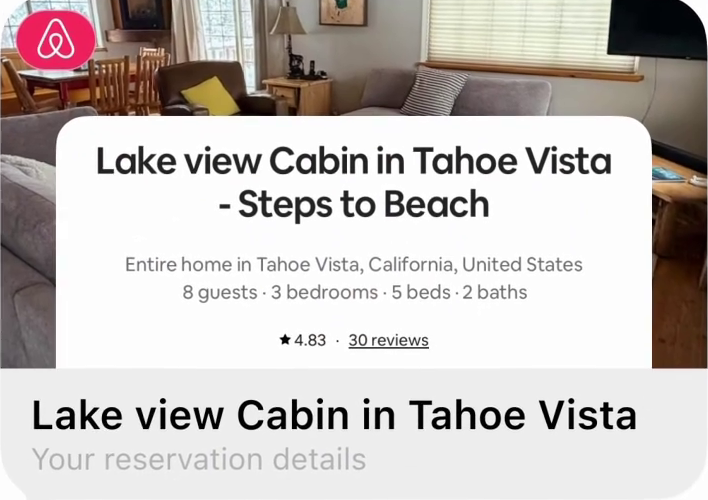 Lake view Cabin in Tahoe Vista
- Steps to Beach
Entire home in Tahoe Vista, California, United States
8 guests · 3 bedrooms · 5 beds · 2 baths
★ 4.83 · 30 reviews
Lake view Cabin in Tahoe Vista
Your reservation details